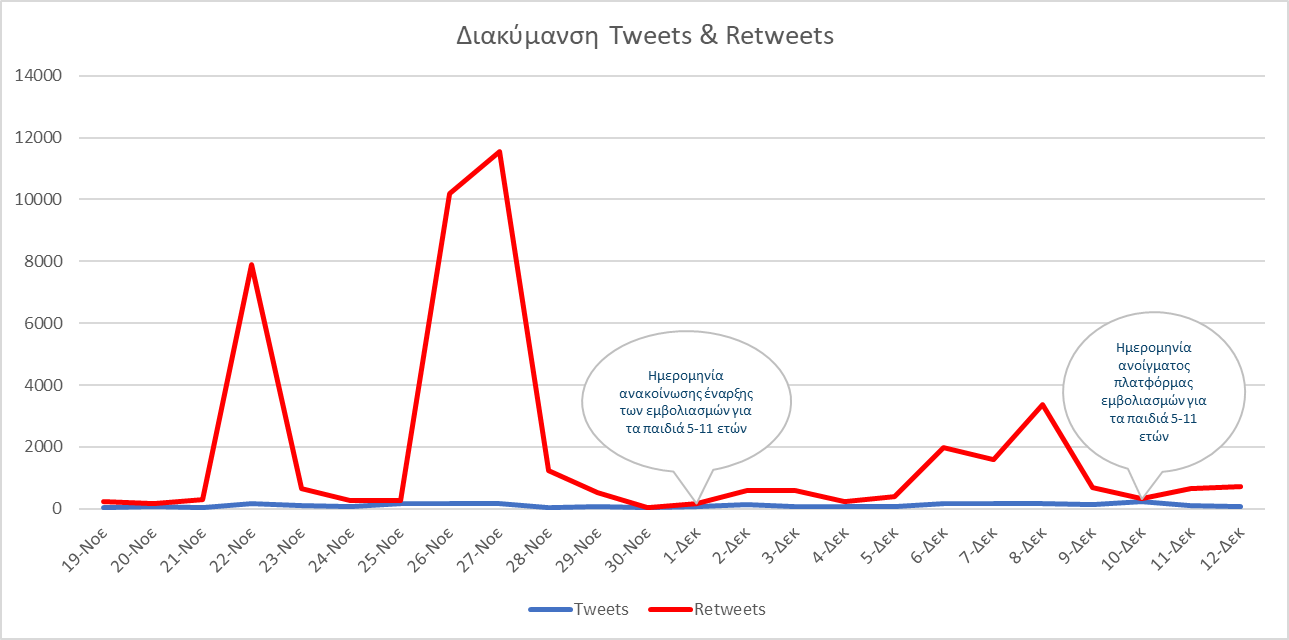 Διακύμανση Tweets & Retweets
14000
12000
10000
8000
6000
4000
2000
0
Ημερομηνία
ανακοίνωσης έναρξης
των εμβολιασμών για
τα παιδιά 5-11 ετών
Ημερομηνία
ανοίγματος
πλατφόρμας
εμβολιασμών για
τα παιδιά 5-11
ετών
19-Νοε
20-Νοε
21-Νοε
22-Νοε
23-Νοε
24-Νοε
25-Νοε
26-Νοε
27-Νοε
28-Νοε
29-Νοε
30-Νοε
1-Δεκ
2-Δεκ
3-Δεκ
4-Δεκ
5-Δεκ
6-Δεκ
7-Δεκ
8-Δεκ
9-Δεκ
10-Δεκ
11-Δεκ
12-Δεκ
Tweets
Retweets